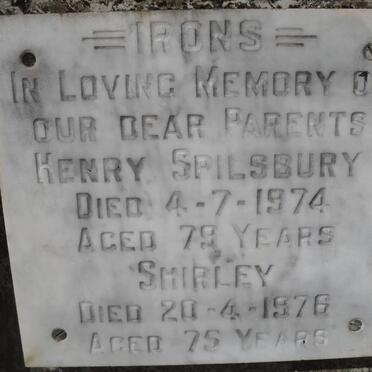 = IRONS =
IN LOVING MEMORY O
OUR DEAR PARENTS
HENRY SPILSBURY
DIED 4-7-1974
AGED 79 YEARS
SHIRLEY
DIED 20-4-1976
AGED 75 YEARS